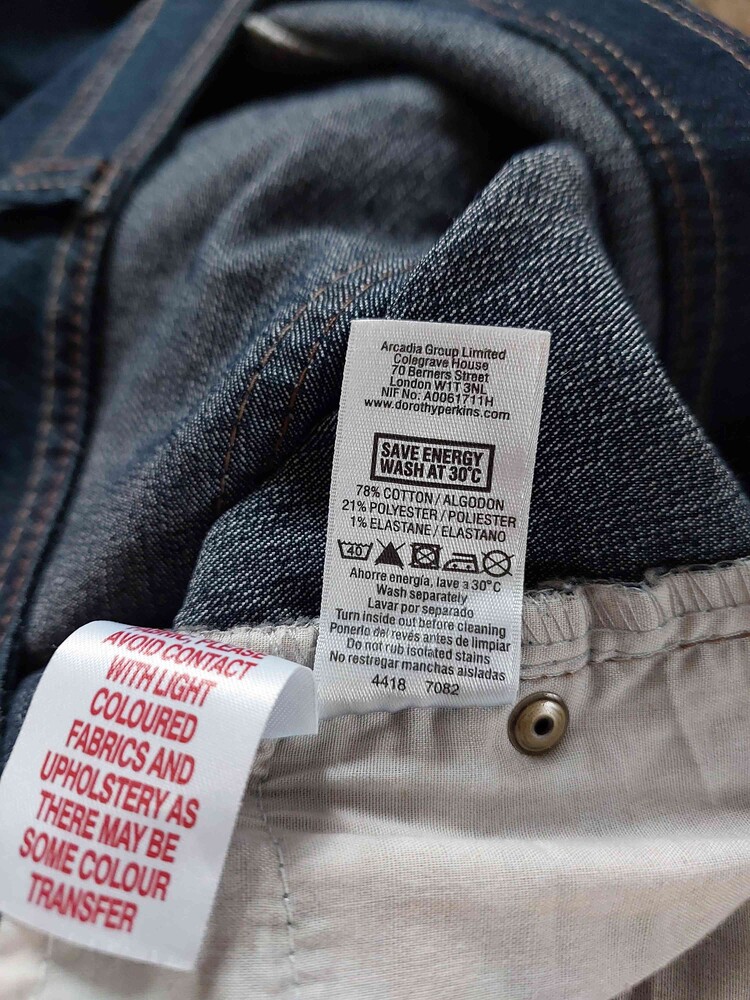 Arcadia Group Limited
Colegrave House
70 Berners Street
London W1T 3NL
NIF No: A0061711H
www.dorothyperkins.com
SAVE ENERGY
WASH AT 30°C
78% COTTON / ALGODON
21% POLYESTER / POLIESTER
1% ELASTANE / ELASTANO
40
Ahorre energía, lave a 30°C
Wash separately
Lavar por separado
Turn inside out before cleaning
Ponerlo del revés antes de limpiar
Do not rub isolated stains
No restregar manchas aisladas
4418 7082
FABRIC, PLEASE
AVOID CONTACT
WITH LIGHT
COLOURED
FABRICS AND
UPHOLSTERY AS
THERE MAY BE
SOME COLOUR
TRANSFER